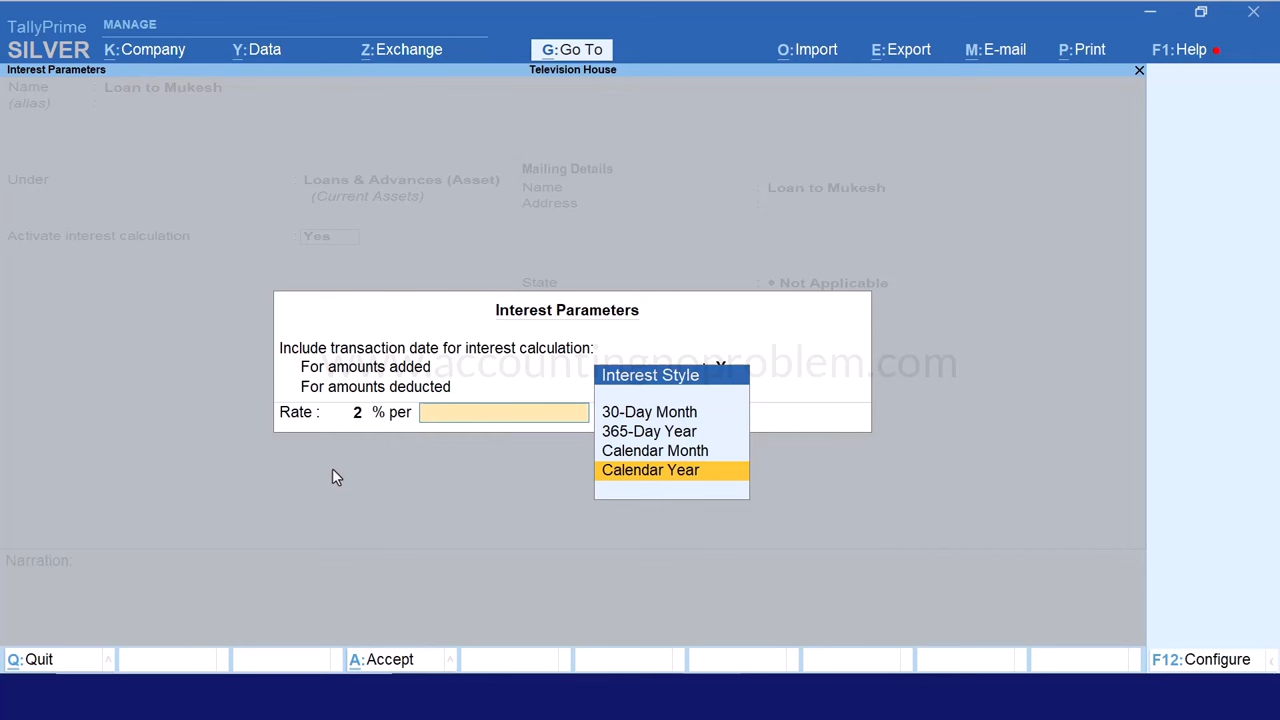 TallyPrime MANAGE
SILVER K:Company Y:Data Z:Exchange G:Go To O:Import E:Export M:E-mail P:Print F1:Help
Interest Parameters Television House
Name : Loan to Mukesh
(alias) :
Under : Loans & Advances (Asset)
(Current Assets)
Mailing Details
Name : Loan to Mukesh
Address :
Activate interest calculation : Yes
State : ♦ Not Applicable
Interest Parameters
Include transaction date for interest calculation:
For amounts added
For amounts deducted
Rate : 2 % per
Interest Style
30-Day Month
365-Day Year
Calendar Month
Calendar Year
Narration:
Q:Quit A:Accept F12:Configure